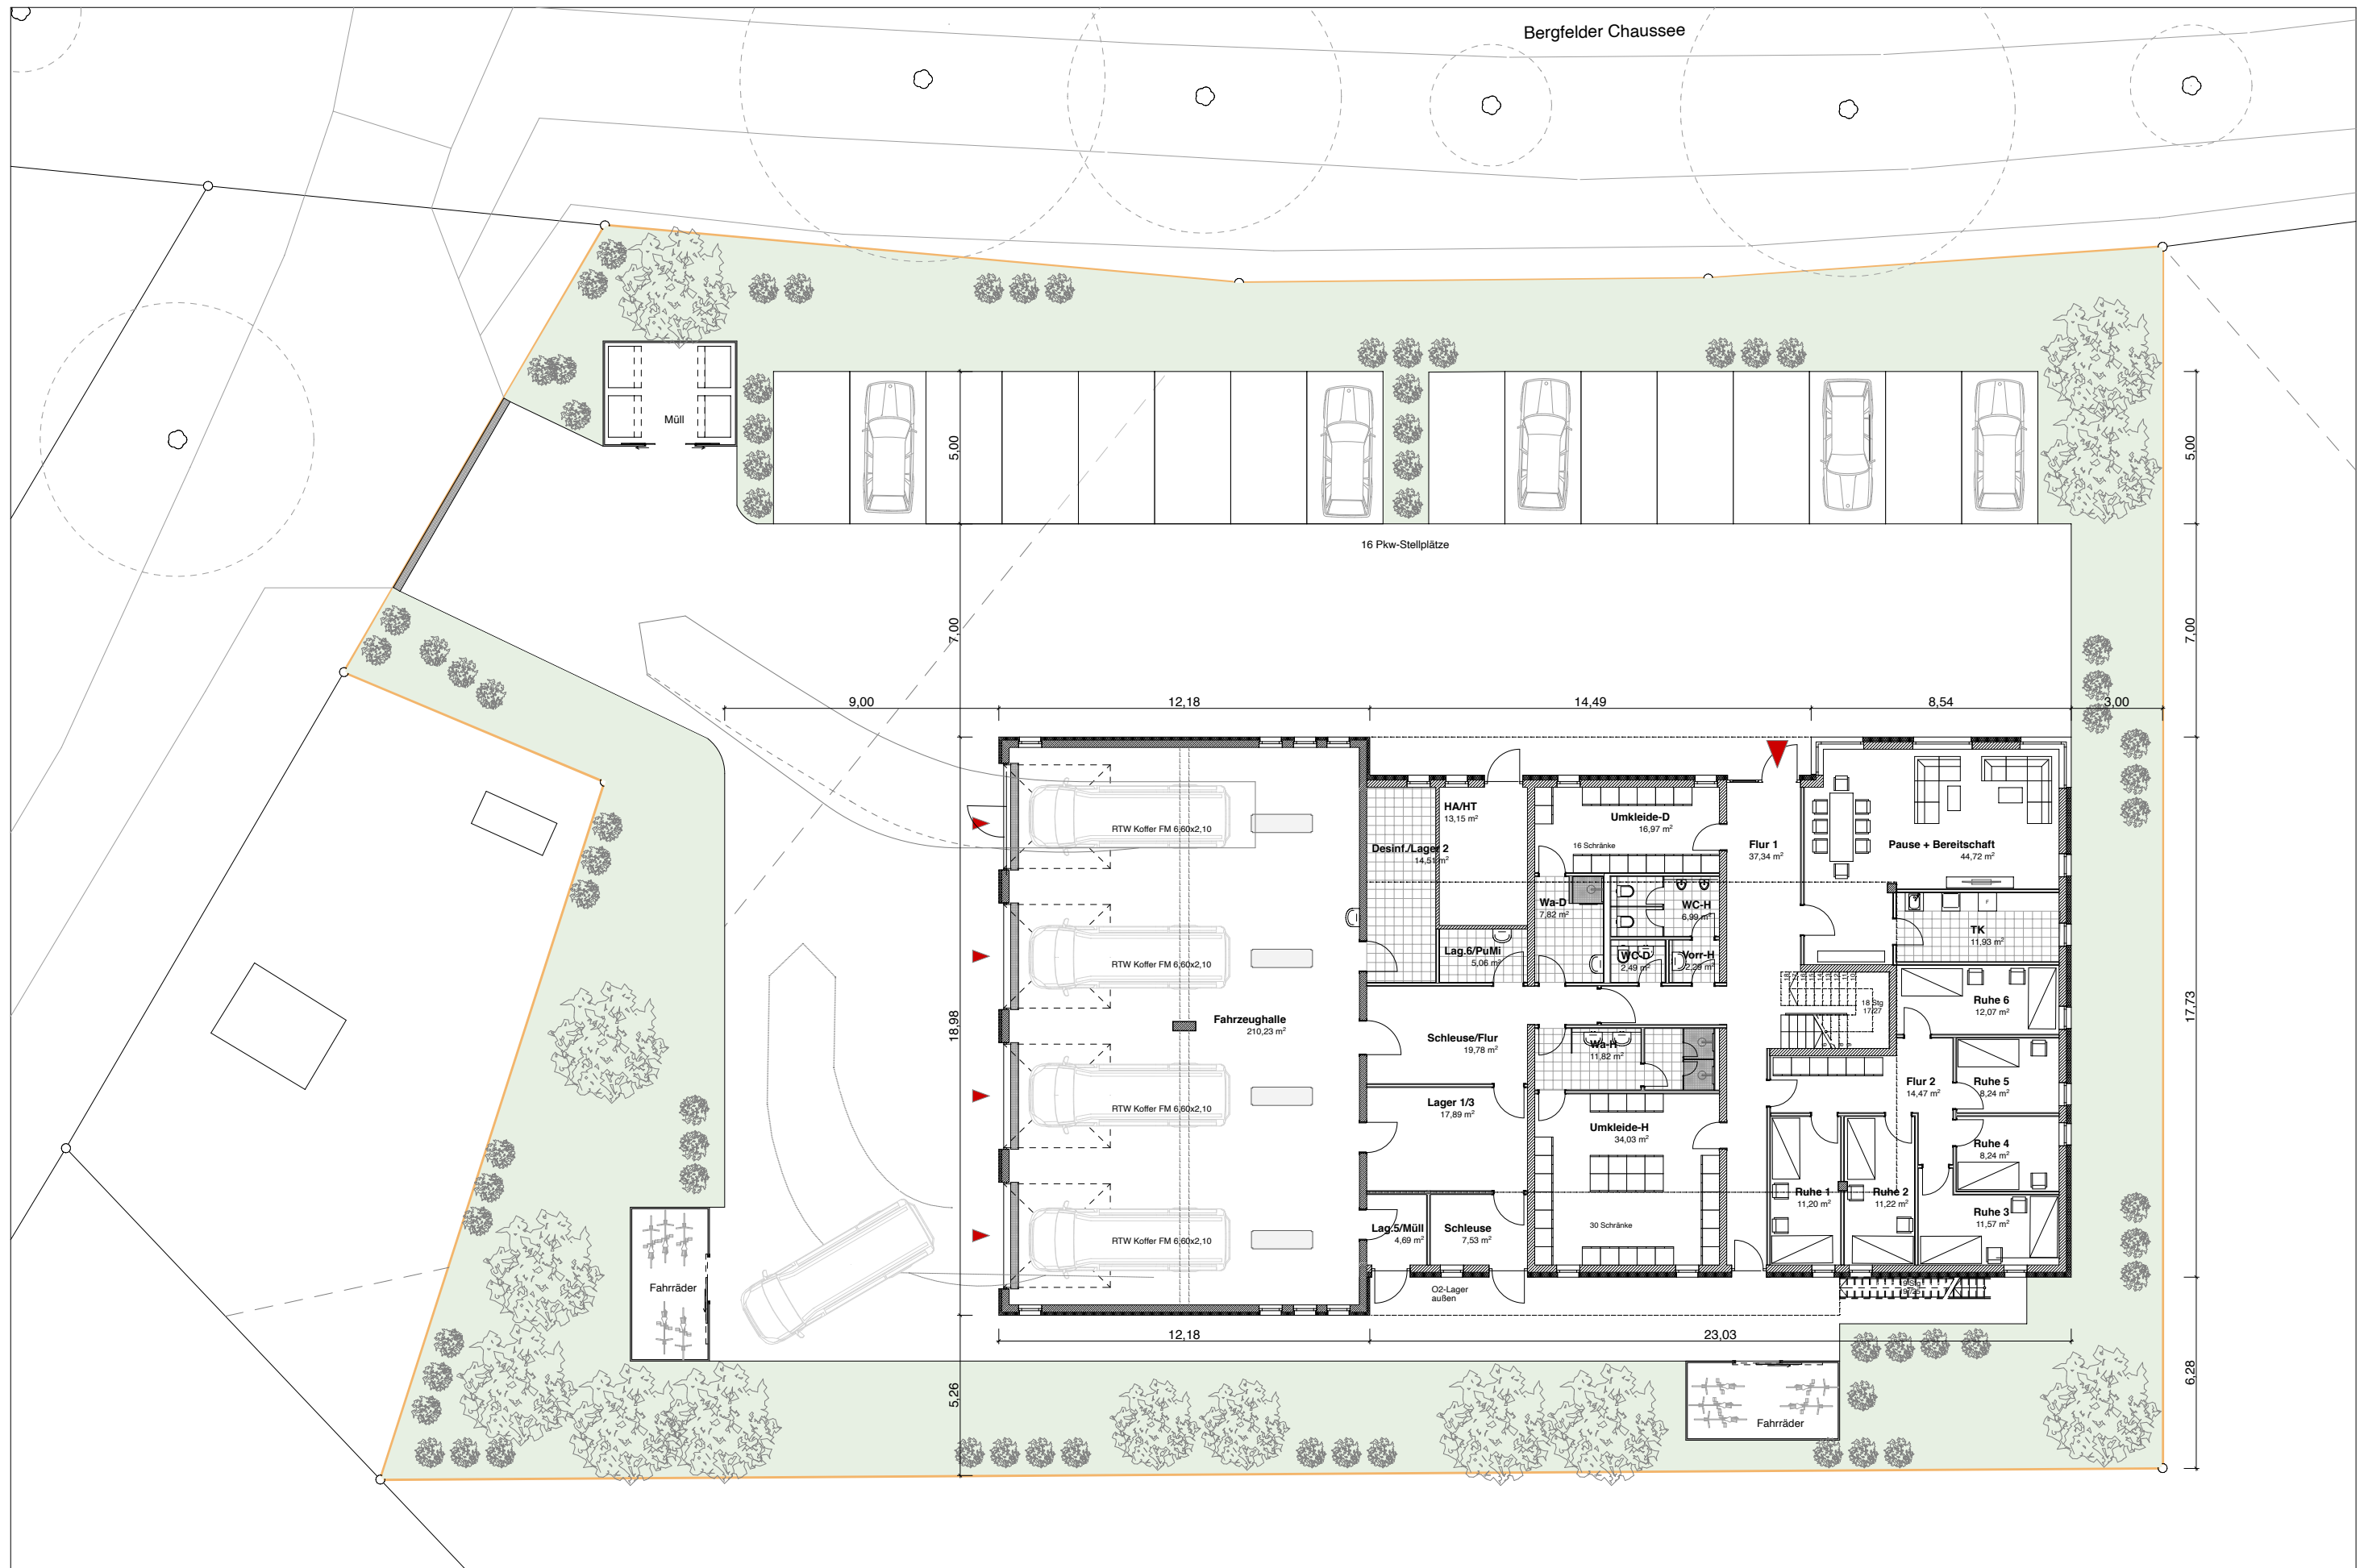 Bergfelder Chaussee
Müll
5,00
5,00
16 Pkw-Stellplätze
7,00
7,00
9,00
12,18
14,49
8,54
3,00
HA/HT
13,15 m²
Umkleide-D
16,97 m²
16 Schränke
Flur 1
37,34 m²
Pause + Bereitschaft
44,72 m²
RTW Koffer FM 6,60x2,10
Desinf./Lager 2
14,51 m²
Wa-D
7,82 m²
WC-H
6,99 m²
F
TK
11,93 m²
Lag.6/PuMi
5,06 m²
WC-D
2,49 m²
Vorr-H
2,29 m²
RTW Koffer FM 6,60x2,10
Ruhe 6
12,07 m²
18 Stg
17/27
17,73
18,98
Fahrzeughalle
210,23 m²
Schleuse/Flur
19,78 m²
Wa-H
11,82 m²
Flur 2
14,47 m²
Ruhe 5
8,24 m²
Lager 1/3
17,89 m²
RTW Koffer FM 6,60x2,10
Umkleide-H
34,03 m²
Ruhe 4
8,24 m²
Ruhe 1
11,20 m²
Ruhe 2
11,22 m²
Ruhe 3
11,57 m²
Lag.5/Müll
4,69 m²
Schleuse
7,53 m²
30 Schränke
RTW Koffer FM 6,60x2,10
Fahrräder
O2-Lager
außen
12,18
23,03
5,26
6,28
Fahrräder